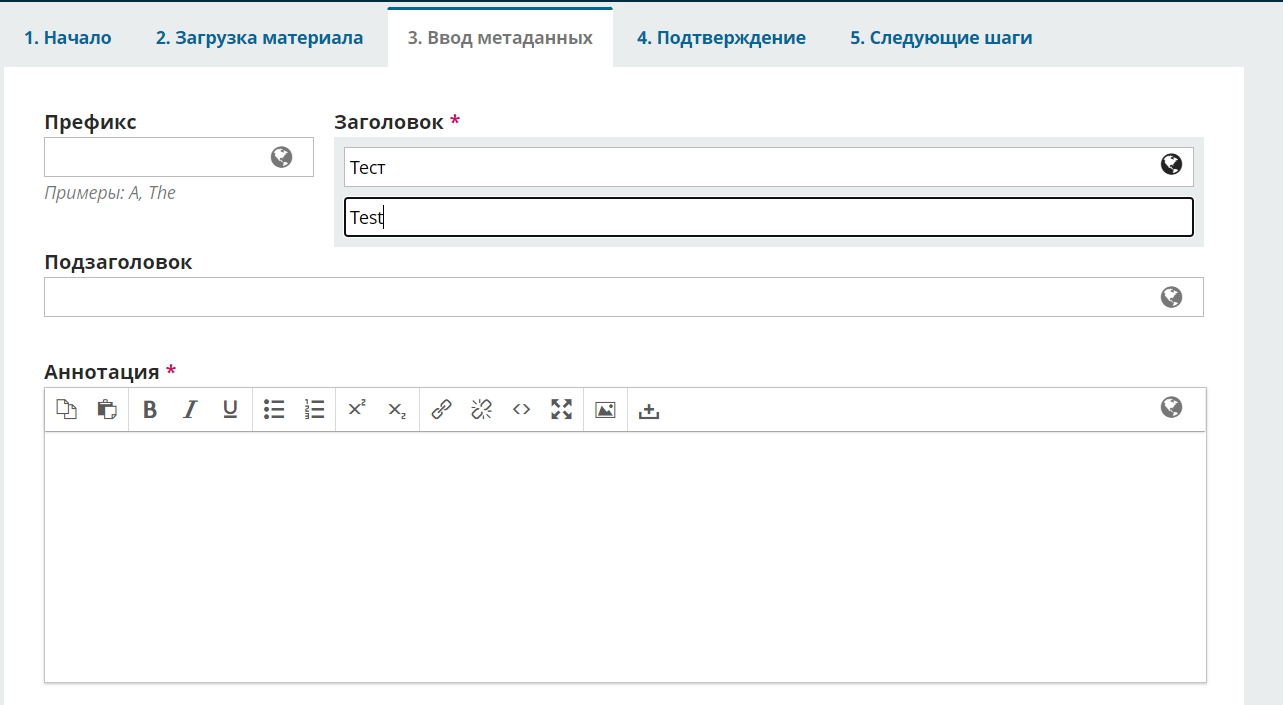 1. Начало 2. Загрузка материала 3. Ввод метаданных 4. Подтверждение 5. Следующие шаги
Префикс Заголовок *
Тест
Примеры: A, The
Test
Подзаголовок
Аннотация *